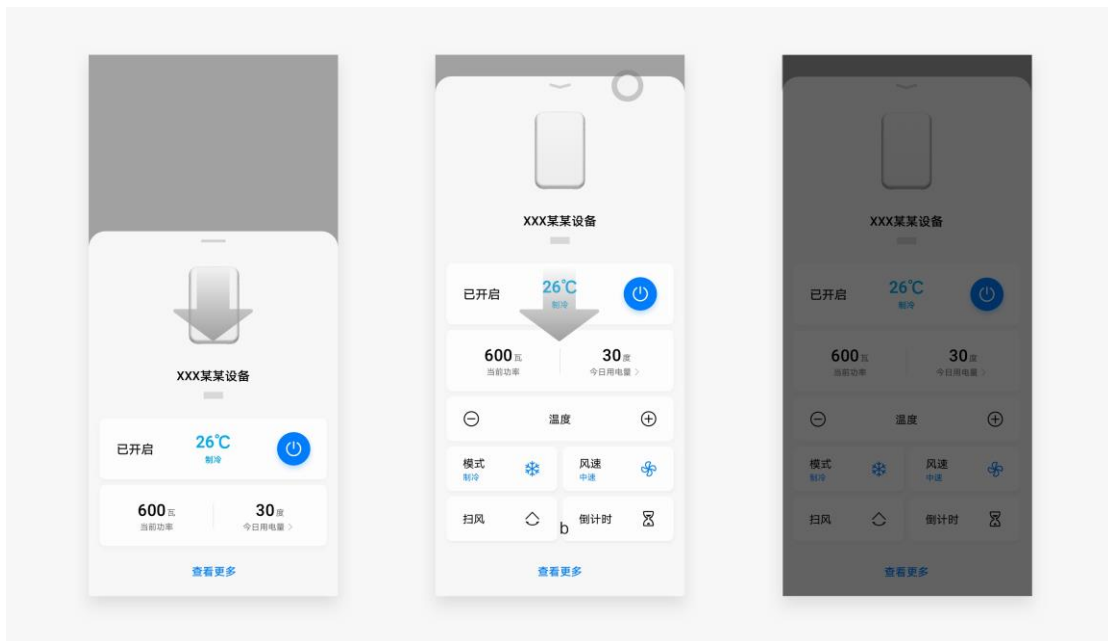 XXX某某设备
已开启
26℃
制冷
600瓦
当前功率
30度
今日用电量 >
查看更多
XXX某某设备
已开启
26℃
制冷
600瓦
当前功率
30度
今日用电量 >
温度
模式
制冷
风速
中速
扫风
b
倒计时
查看更多
XXX某某设备
已开启
26℃
制冷
600瓦
当前功率
30度
今日用电量 >
温度
模式
制冷
风速
中速
扫风
倒计时
查看更多